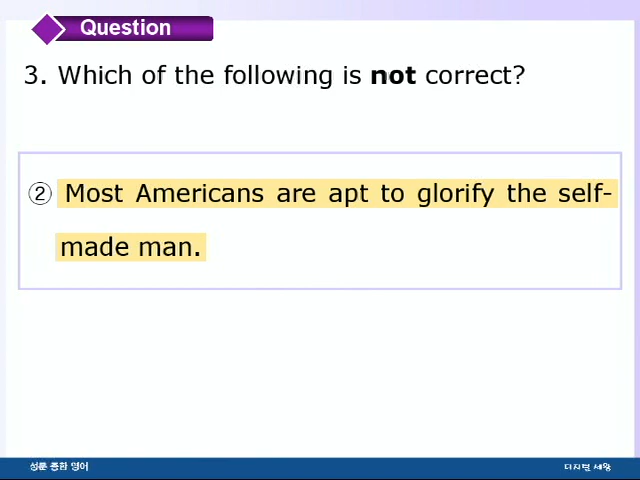 Question
3. Which of the following is not correct?
② Most Americans are apt to glorify the self-
made man.
성문 종합 영어
디지털 세왕